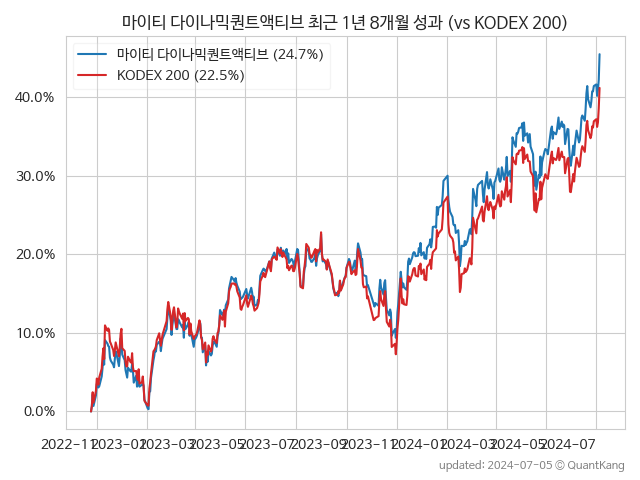 마이티 다이나믹퀀트액티브 최근 1년 8개월 성과 (vs KODEX 200)
마이티 다이나믹퀀트액티브 (24.7%)
KODEX 200 (22.5%)
40.0%
30.0%
20.0%
10.0%
0.0%
2022-11 2023-01 2023-03 2023-05 2023-07 2023-09 2023-11 2024-01 2024-03 2024-05 2024-07
updated: 2024-07-05 © QuantKang